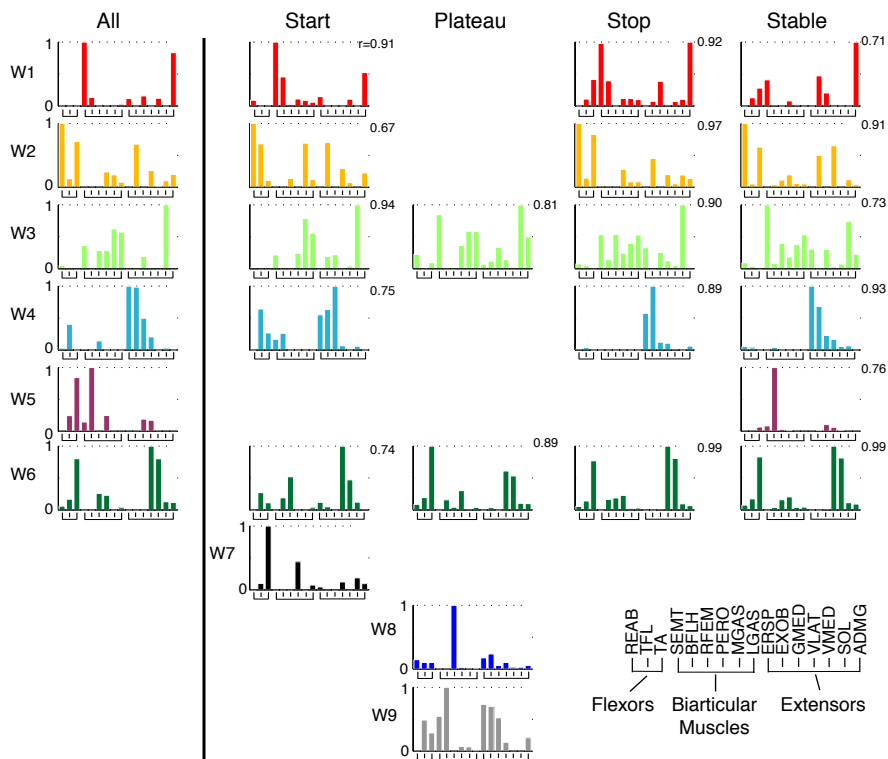 All Start Plateau Stop Stable
W1 1 0 r=0.91 0.92 0.71
W2 1 0 0.67 0.97 0.91
W3 1 0 0.94 0.81 0.90 0.73
W4 1 0 0.75 0.89 0.93
W5 1 0 0.76
W6 1 0 0.74 0.89 0.99 0.99
W7 1 0
W8 1 0
W9 1 0
REAB
TFL
TA
SEMT
BFLH
RFEM
PERO
MGAS
LGAS
ERSP
EXOB
GMED
VLAT
VMED
SOL
ADMG
Flexors Biarticular Extensors
Muscles